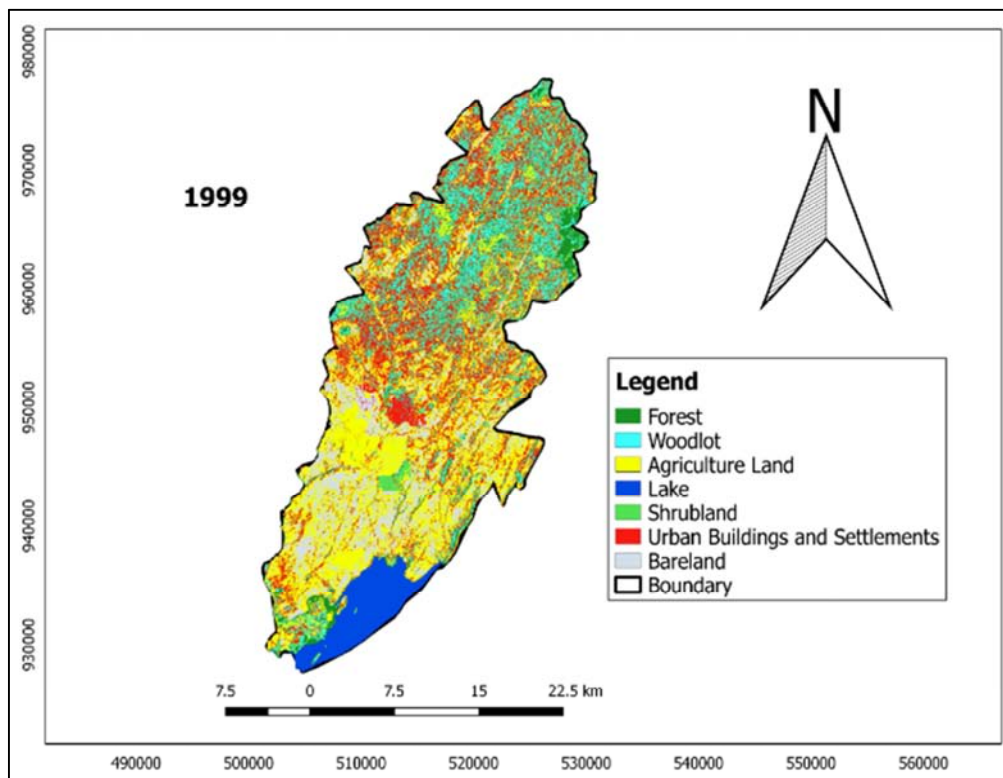 980000
970000
960000
950000
940000
930000
1999
N
Legend
Forest
Woodlot
Agriculture Land
Lake
Shrubland
Urban Buildings and Settlements
Bareland
Boundary
7.5 0 7.5 15 22.5 km
490000 500000 510000 520000 530000 540000 550000 560000